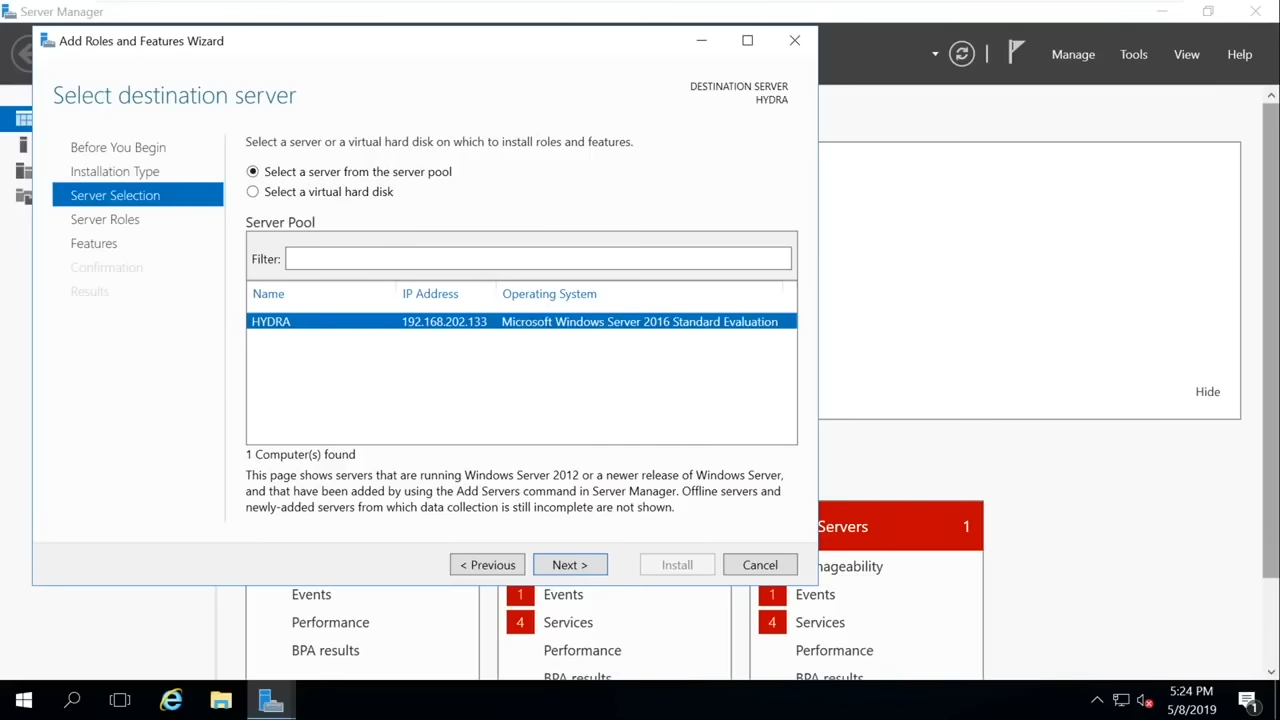 Server Manager
Add Roles and Features Wizard
Manage
Tools
View
Help
Select destination server
DESTINATION SERVER
HYDRA
Before You Begin
Installation Type
Server Selection
Server Roles
Features
Confirmation
Results
Select a server or a virtual hard disk on which to install roles and features.
Select a server from the server pool
Select a virtual hard disk
Server Pool
Filter:
Name IP Address Operating System
HYDRA 192.168.202.133 Microsoft Windows Server 2016 Standard Evaluation
1 Computer(s) found
This page shows servers that are running Windows Server 2012 or a newer release of Windows Server,
and that have been added by using the Add Servers command in Server Manager. Offline servers and
newly-added servers from which data collection is still incomplete are not shown.
< Previous
Next >
Install
Cancel
Hide
Servers 1
nageability
Events
1 Events
1 Events
Performance
4 Services
4 Services
BPA results
Performance
Performance
BPA results
BPA results
5:24 PM
5/8/2019
1